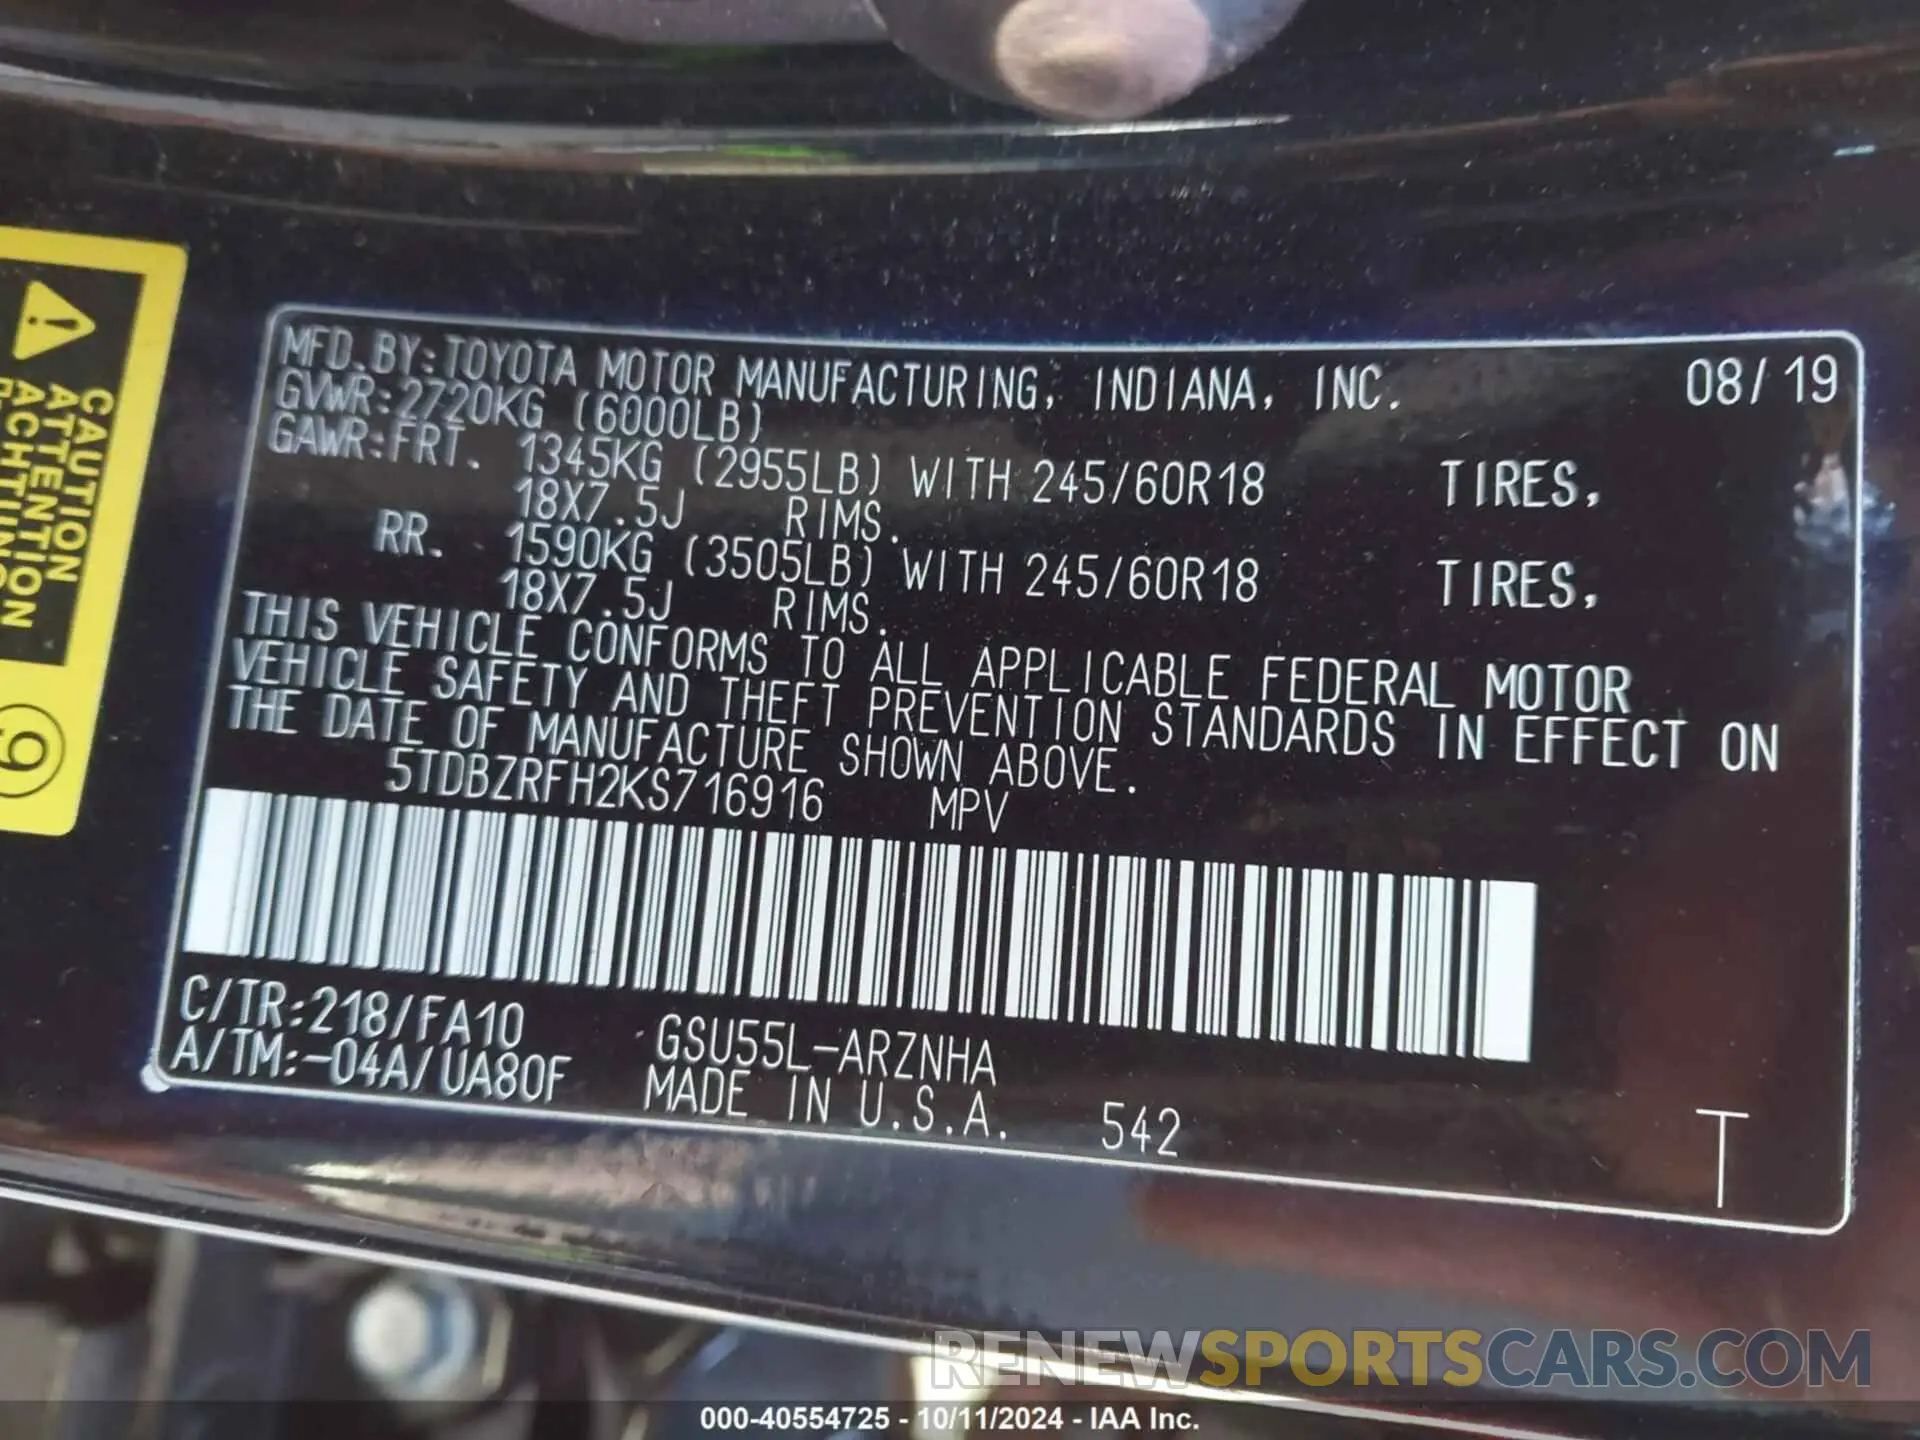 MFD.BY:TOYOTA MOTOR MANUFACTURING, INDIANA, INC. 08/19
GVWR:2720KG (6000LB)
GAWR:FRT. 1345KG (2955LB) WITH 245/60R18 TIRES,
18X7.5J RIMS.
RR. 1590KG (3505LB) WITH 245/60R18 TIRES,
18X7.5J RIMS.
THIS VEHICLE CONFORMS TO ALL APPLICABLE FEDERAL MOTOR
VEHICLE SAFETY AND THEFT PREVENTION STANDARDS IN EFFECT ON
THE DATE OF MANUFACTURE SHOWN ABOVE.
5TDBZRFH2KS716916 MPV
C/TR:218/FA10 GSU55L-ARZNHA
A/TM:-04A/UA80F MADE IN U.S.A. 542 T
CAUTION
ATTENTION
ACHTUNG
RENEWSPORTSCARS.COM
000-40554725 - 10/11/2024 - IAA Inc.